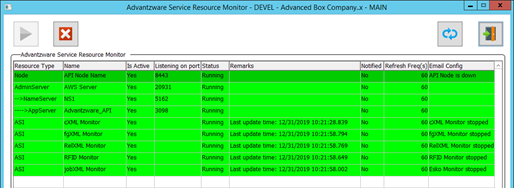 Advantzware Service Resource Monitor - DEVEL - Advanced Box Company.x - MAIN
Advantzware Service Resource Monitor
Resource Type Name Is Active Listening on port Status Remarks Notified Refresh Freq(s) Email Config
Node API Node Name Yes 8443 Running No 60 API Node is down
AdminServer AWS Server Yes 20931 Running No 60
-->NameServer NS1 Yes 5162 Running No 60
---->AppServer Advantzware_API Yes 3098 Running No 60
ASI cXML Monitor Yes Running Last update time: 12/31/2019 10:21:28.839 No 60 cXML Monitor stopped
ASI fgXML Monitor Yes Running Last update time: 12/31/2019 10:21:58.794 No 60 fgXML Monitor stopped
ASI RelXML Monitor Yes Running Last update time: 12/31/2019 10:21:58.769 No 60 RelXML Monitor stopped
ASI RFID Monitor Yes Running Last update time: 12/31/2019 10:21:58.649 No 60 RFID Monitor stopped
ASI jobXML Monitor Yes Running Last update time: 12/31/2019 10:21:58.002 No 60 Esko Monitor stopped